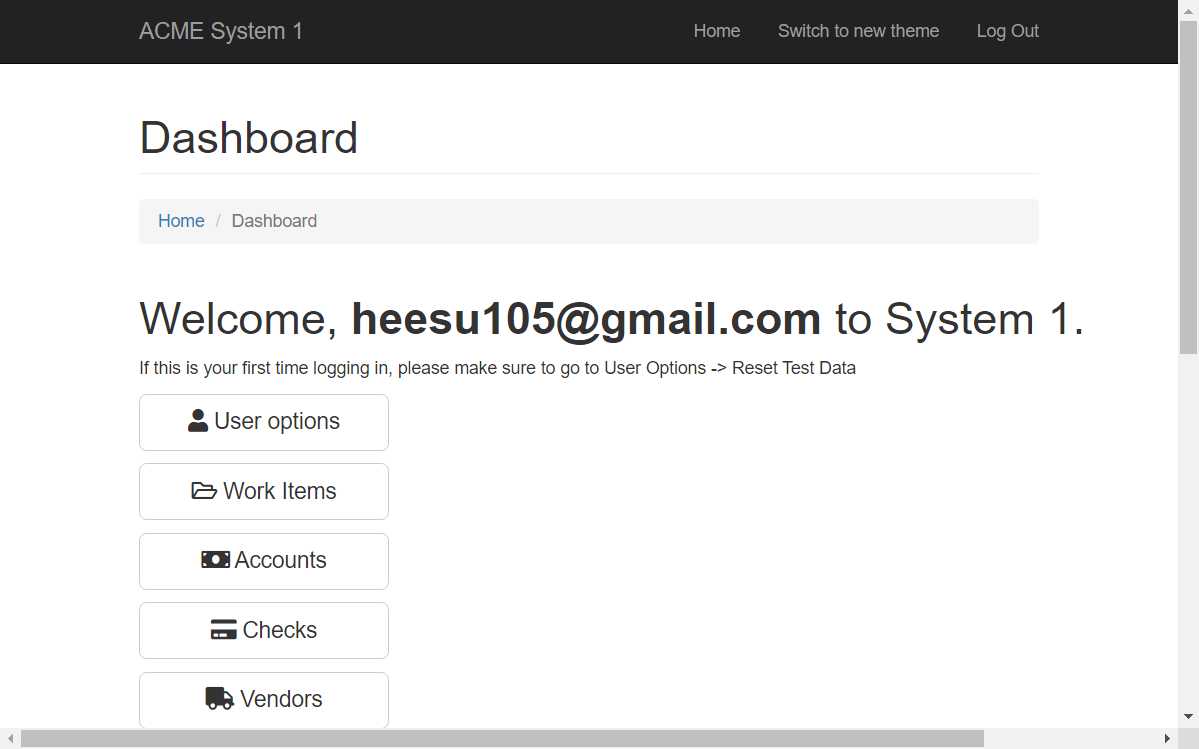 ACME System 1 Home Switch to new theme Log Out
Dashboard
Home / Dashboard
Welcome, heesu105@gmail.com to System 1.
If this is your first time logging in, please make sure to go to User Options -> Reset Test Data
User options
Work Items
Accounts
Checks
Vendors